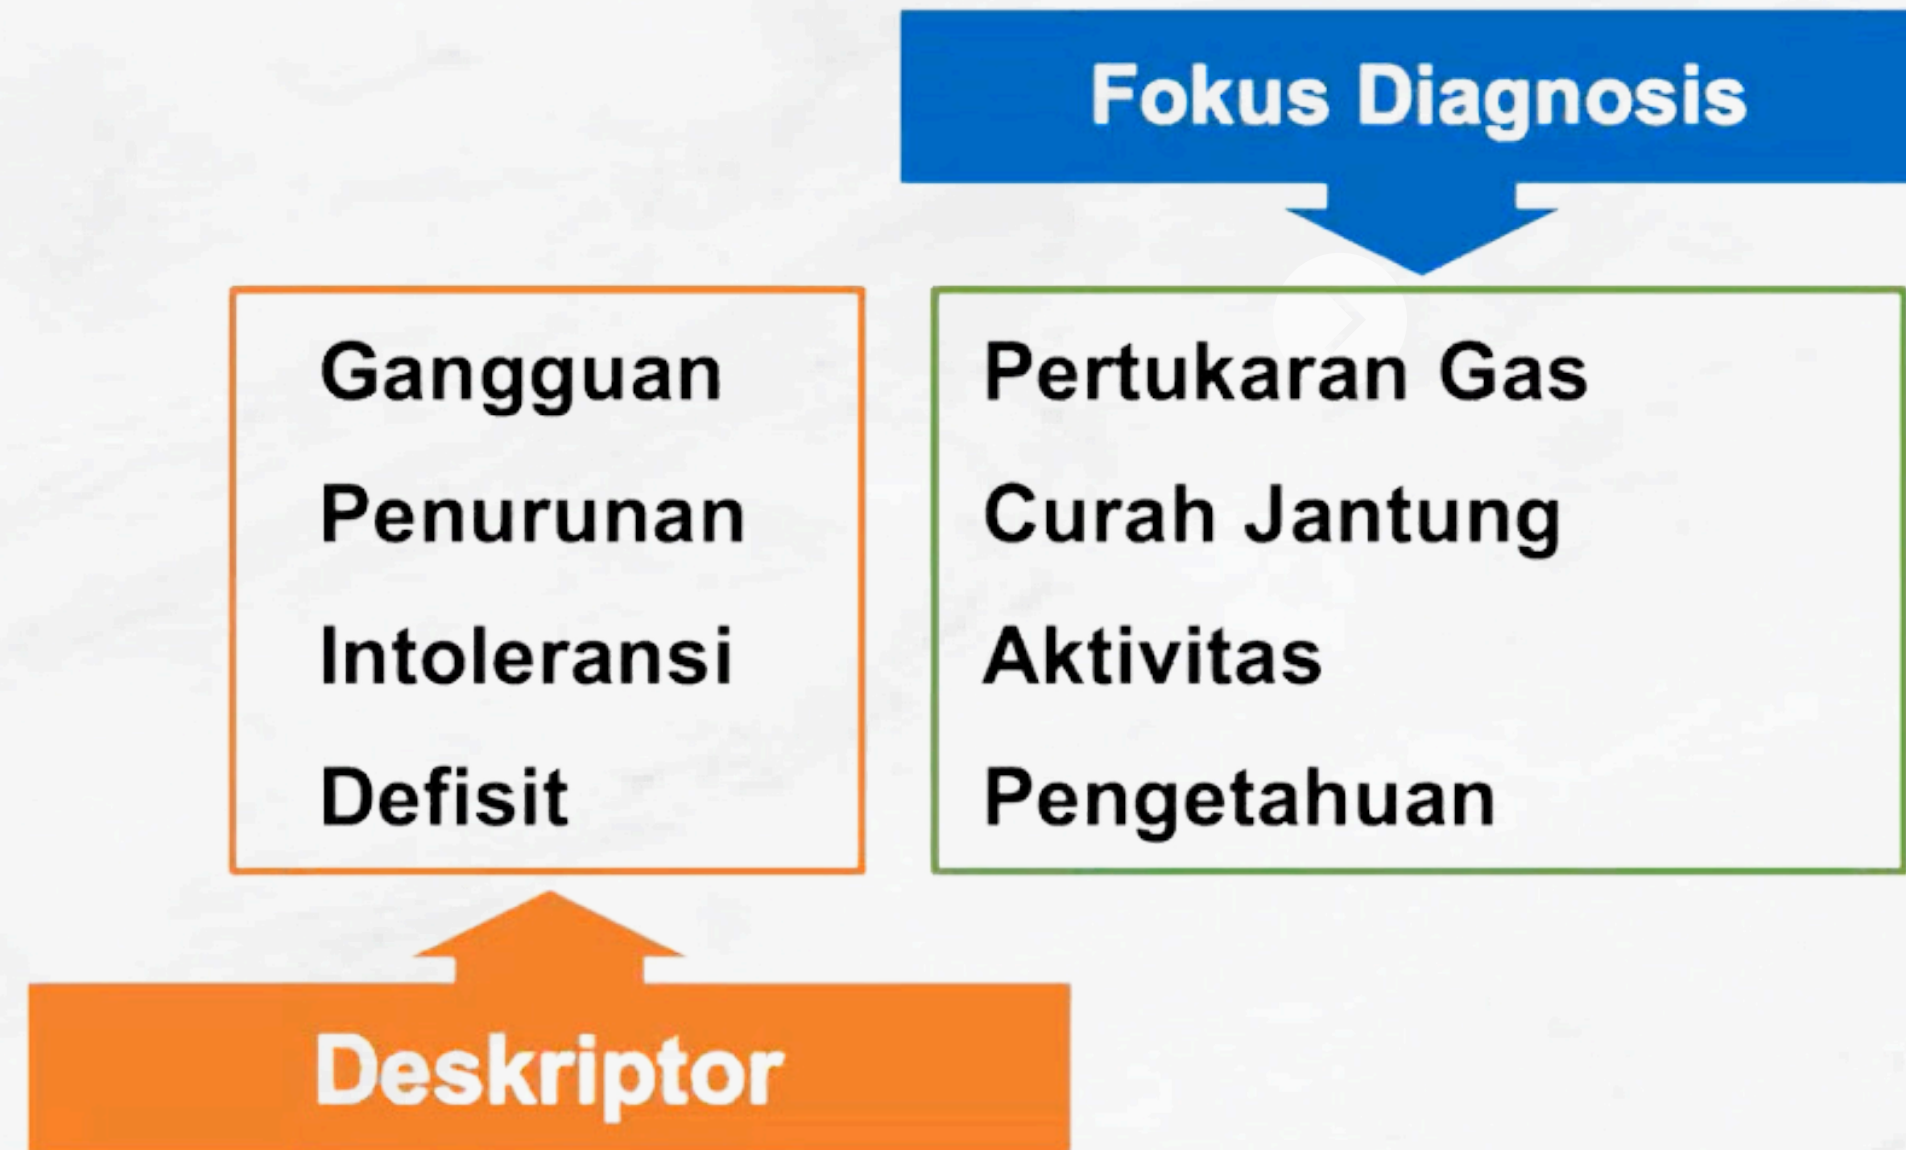 Fokus Diagnosis
Gangguan Pertukaran Gas
Penurunan Curah Jantung
Intoleransi Aktivitas
Defisit Pengetahuan
Deskriptor